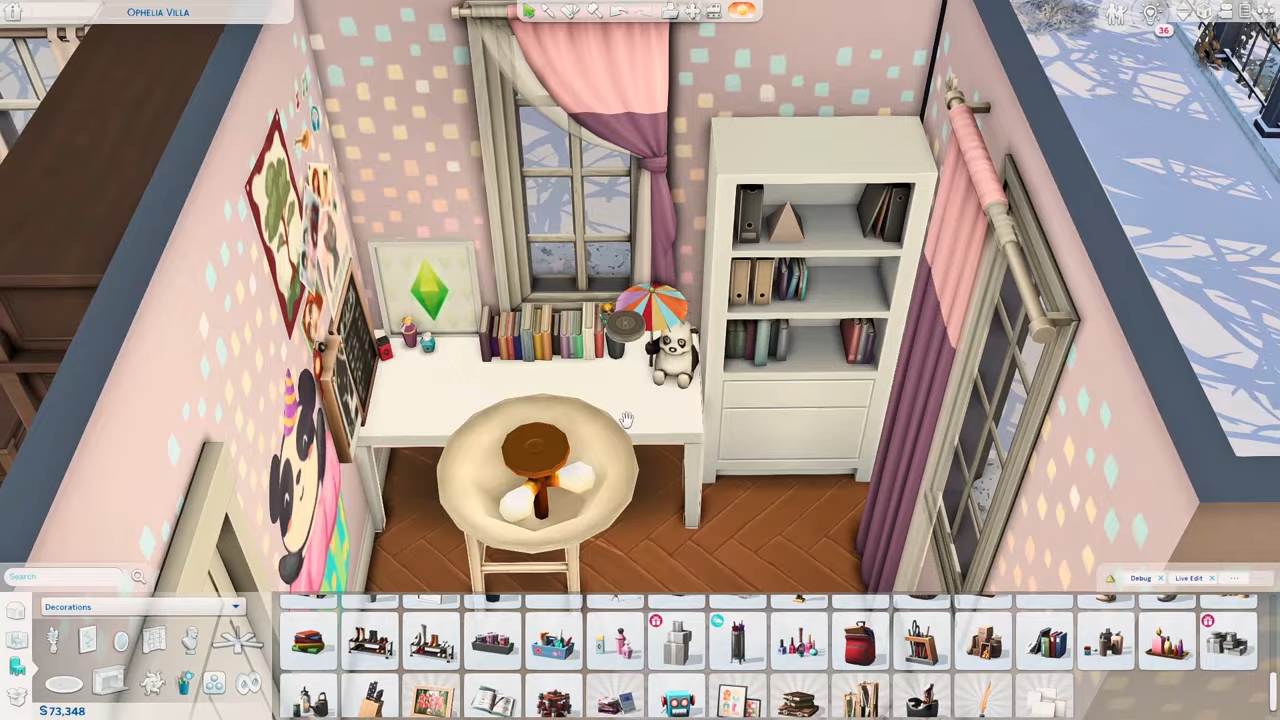 OPHELIA VILLA
36
Search
Debug
Live Edit
Decorations
$73,348